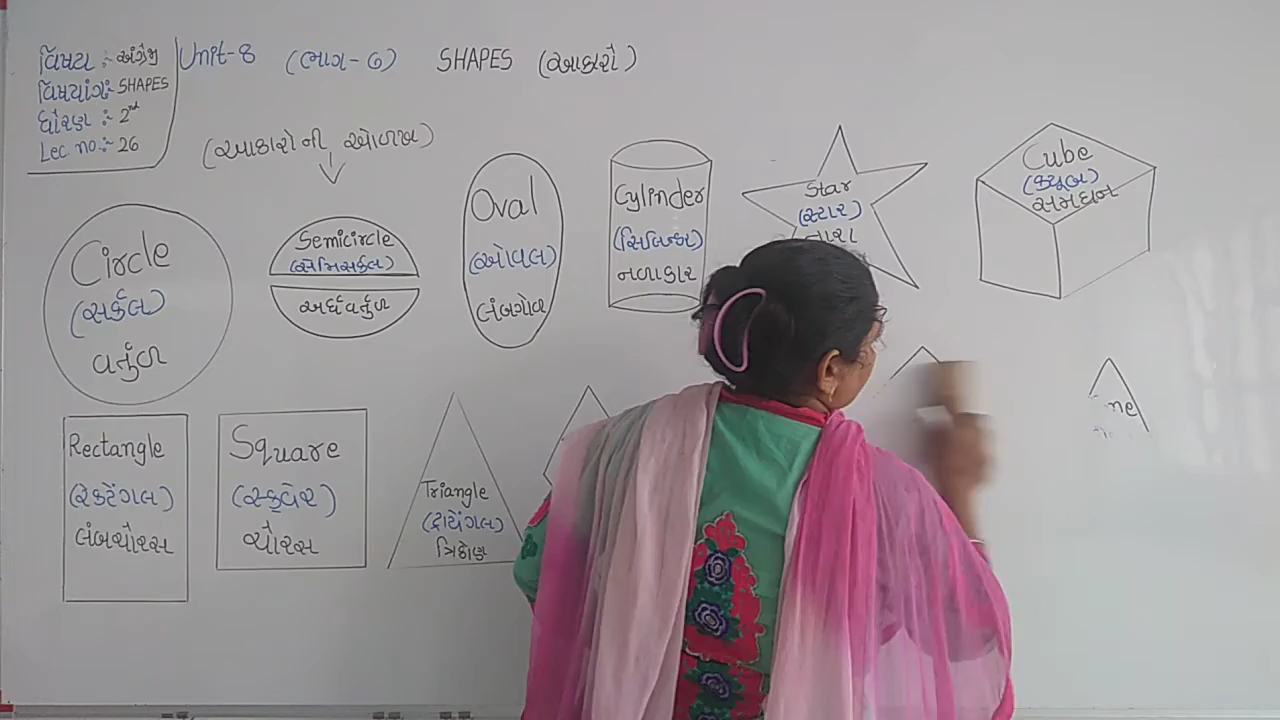 વિષય :- અંગ્રેજી
વિષયાંગ:- SHAPES
ધોરણ :- 2nd
Lec no:- 26
Unit-8 (ભાગ-૭) SHAPES (આકારો)
(આકારોની ઓળખ)
Circle
(સર્કલ)
વર્તુળ
Semicircle
(સેમિસર્કલ)
અર્ધવર્તુળ
Oval
(ઓવલ)
લંબગોળ
Cylinder
(સિલિન્ડર)
નળાકાર
Star
(સ્ટાર)
તારા
Cube
(ક્યુબ)
સમઘન
Rectangle
(રેક્ટેંગલ)
લંબચોરસ
Square
(સ્કવેર)
ચોરસ
Triangle
(ટ્રાયંગલ)
ત્રિકોણ